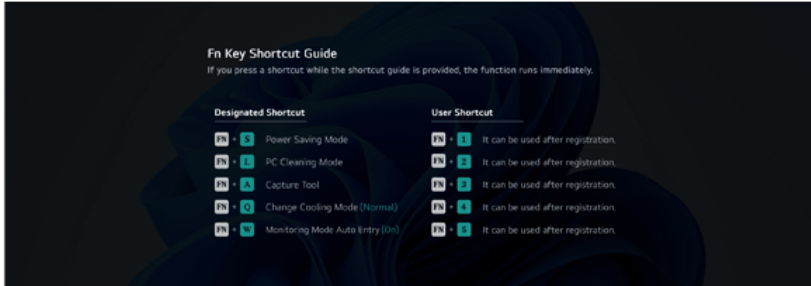 Fn Key Shortcut Guide
If you press a shortcut while the shortcut guide is provided, the function runs immediately.
Designated Shortcut
FN + S Power Saving Mode
FN + L PC Cleaning Mode
FN + A Capture Tool
FN + Q Change Cooling Mode (Normal)
FN + W Monitoring Mode Auto Entry (On)
User Shortcut
FN + 1 It can be used after registration.
FN + 2 It can be used after registration.
FN + 3 It can be used after registration.
FN + 4 It can be used after registration.
FN + 5 It can be used after registration.